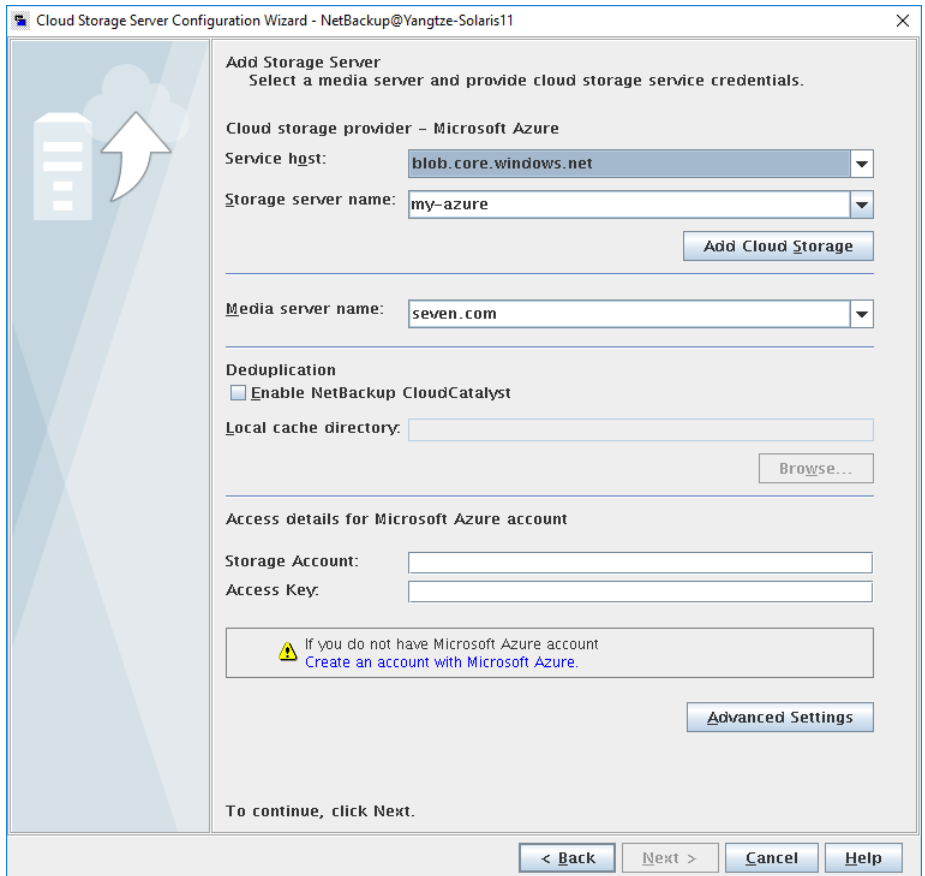 Cloud Storage Server Configuration Wizard - NetBackup@Yangtze-Solaris11
Add Storage Server
Select a media server and provide cloud storage service credentials.
Cloud storage provider - Microsoft Azure
Service host: blob.core.windows.net
Storage server name: my-azure
Add Cloud Storage
Media server name: seven.com
Deduplication
Enable NetBackup CloudCatalyst
Local cache directory:
Browse...
Access details for Microsoft Azure account
Storage Account:
Access Key:
If you do not have Microsoft Azure account
Create an account with Microsoft Azure.
Advanced Settings
To continue, click Next.
< Back Next > Cancel Help